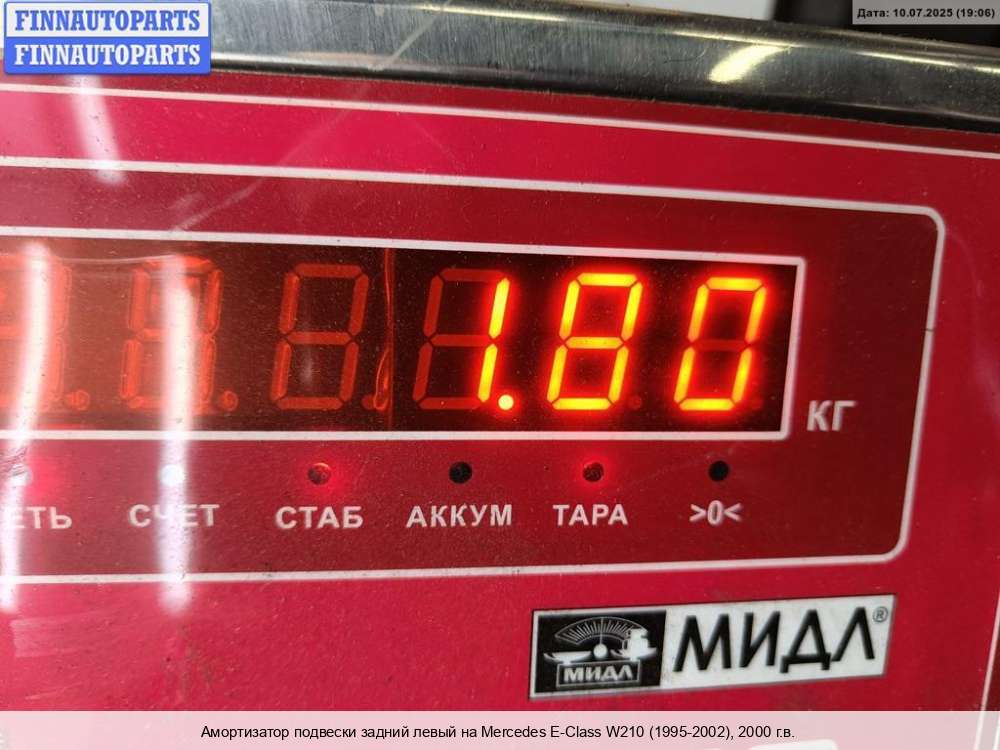 FINNAUTOPARTS
FINNAUTOPARTS
Дата: 10.07.2025 (19:06)
1.80
КГ
ЕТЬ СЧЕТ СТАБ АККУМ ТАРА >0<
МИДЛ МИДЛ®
Амортизатор подвески задний левый на Mercedes E-Class W210 (1995-2002), 2000 г.в.